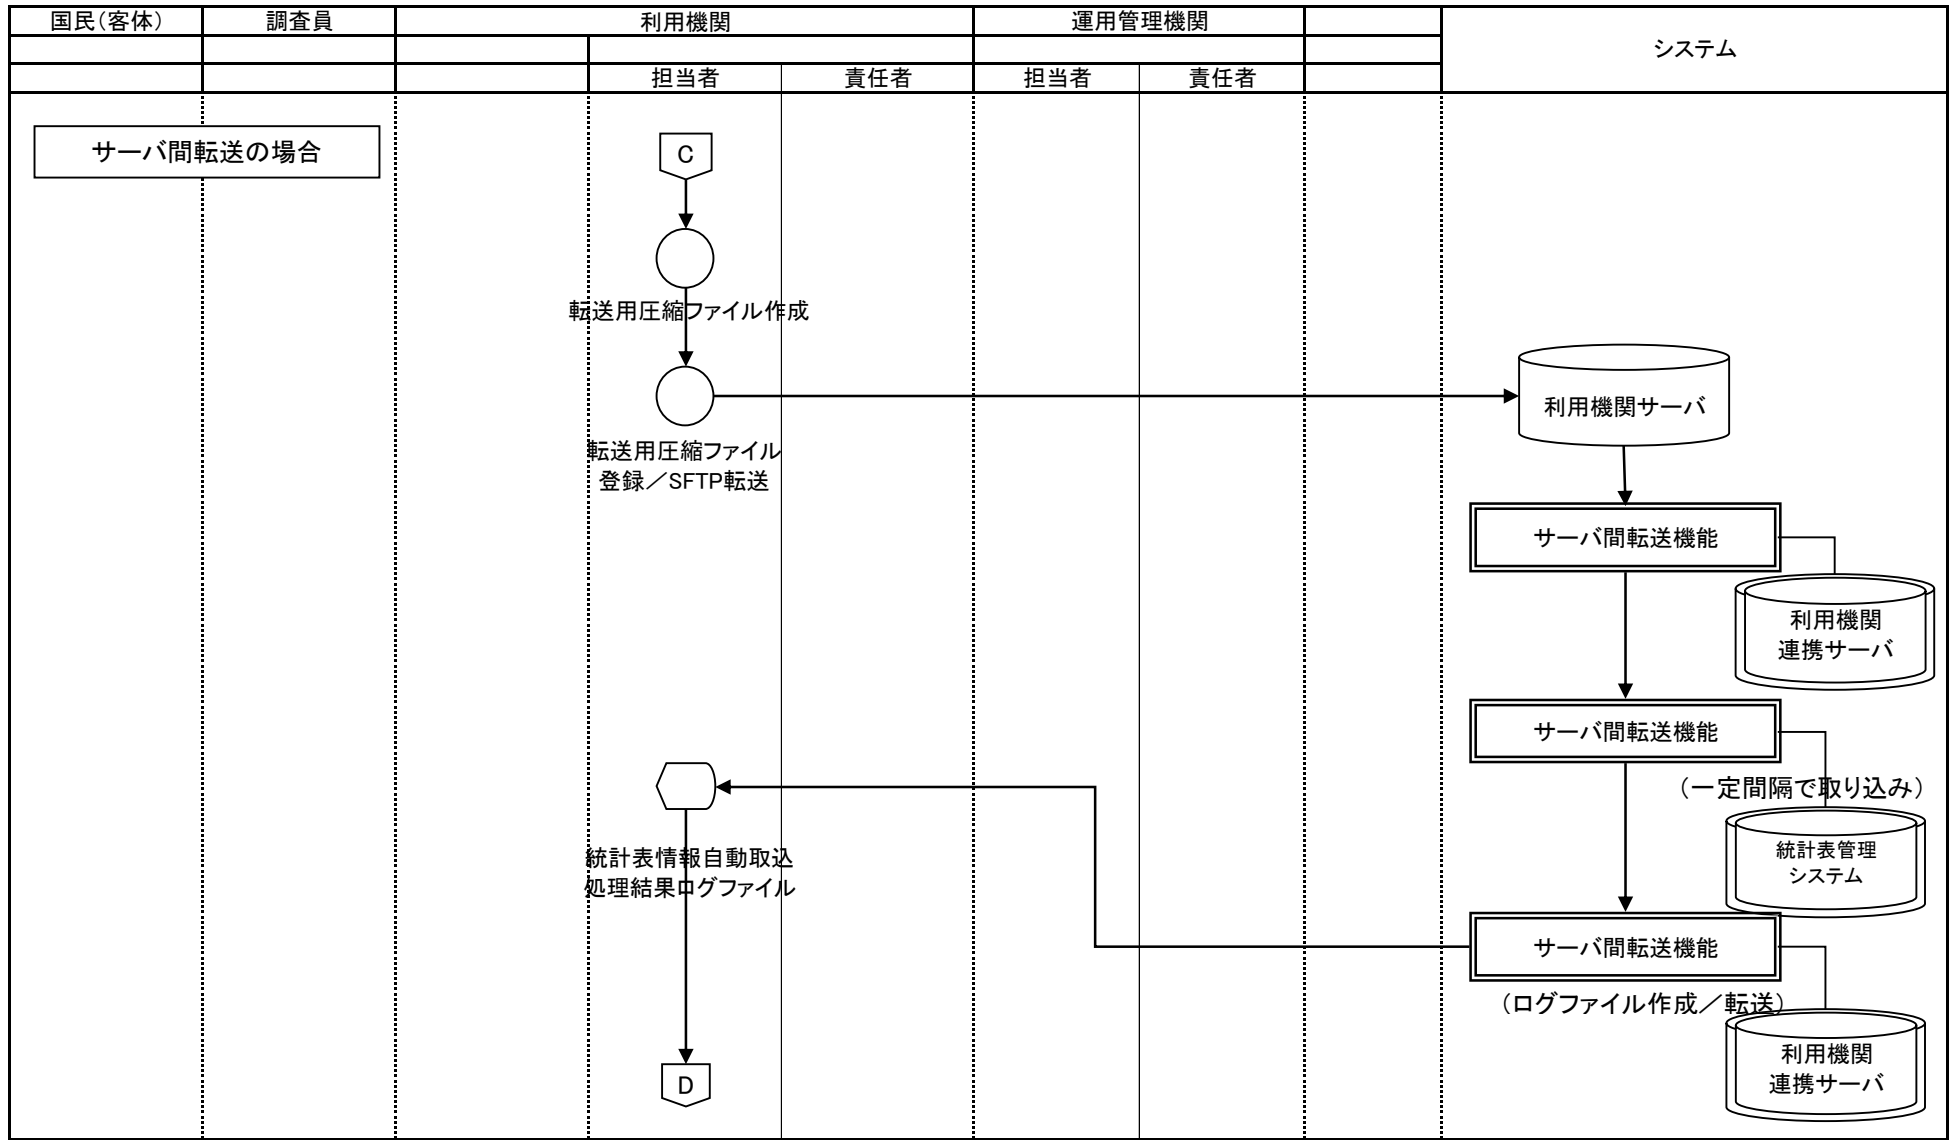 国民（客体）
調査員
利用機関
運用管理機関
システム
担当者
責任者
担当者
責任者
サーバ間転送の場合
C
転送用圧縮ファイル作成
利用機関サーバ
転送用圧縮ファイル
登録／SFTP転送
サーバ間転送機能
利用機関
連携サーバ
サーバ間転送機能
（一定間隔で取り込み）
統計表情報自動取込
処理結果ログファイル
統計表管理
システム
サーバ間転送機能
（ログファイル作成／転送）
利用機関
連携サーバ
D